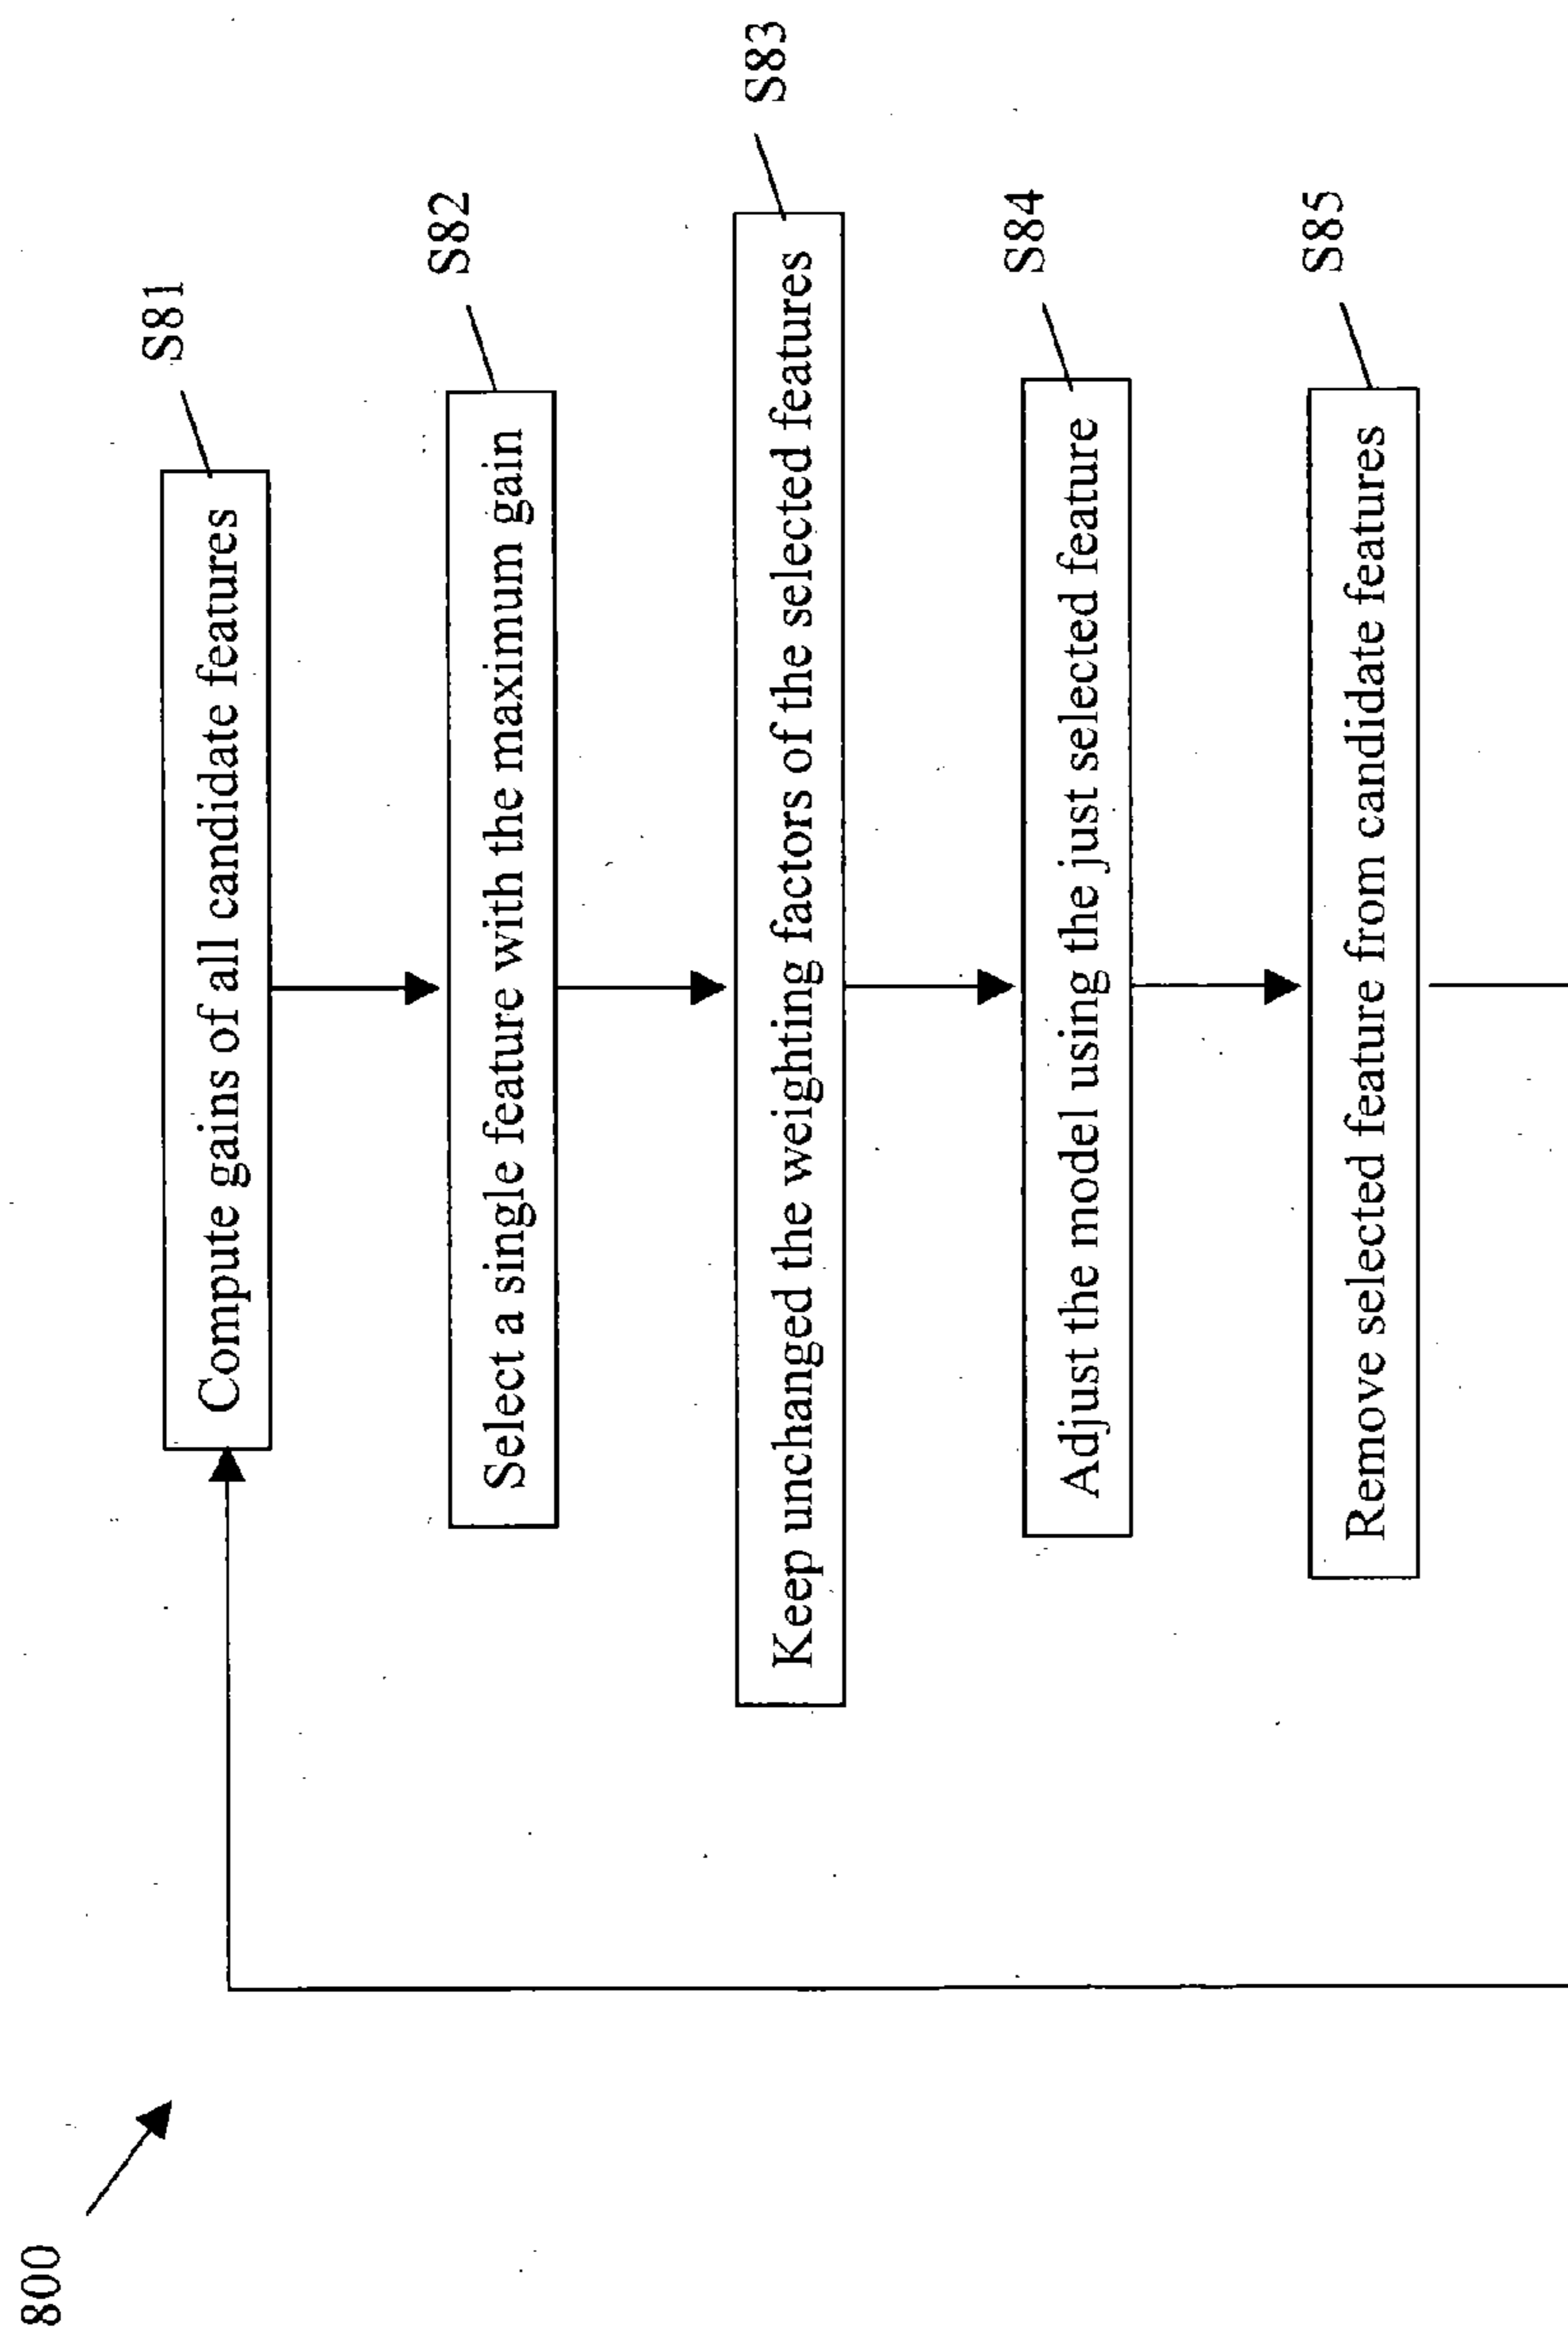 800
S81
Compute gains of all candidate features
S82
Select a single feature with the maximum gain
S83
Keep unchanged the weighting factors of the selected features
S84
Adjust the model using the just selected feature
S85
Remove selected feature from candidate features